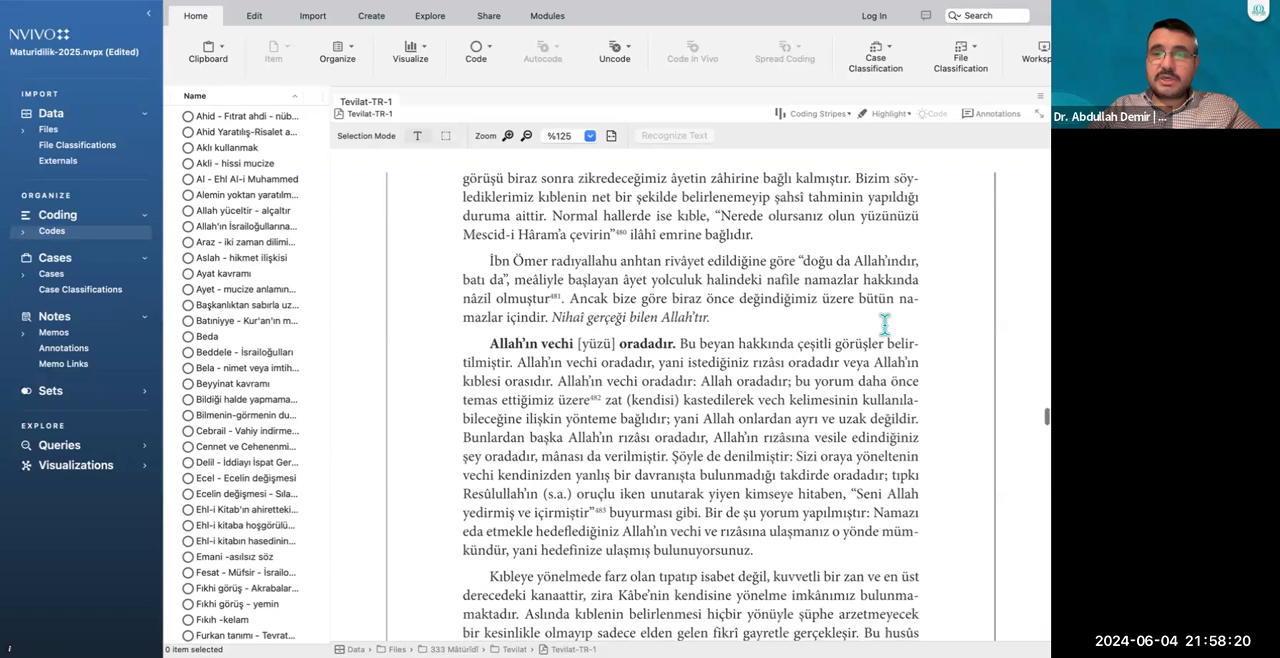 NVIVO
Maturidilik-2025.nvpx (Edited)
IMPORT
Data
Files
File Classifications
Externals
ORGANIZE
Coding
Codes
Cases
Cases
Case Classifications
Notes
Memos
Annotations
Memo Links
Sets
EXPLORE
Queries
Visualizations
Home Edit Import Create Explore Share Modules Log In Search
Clipboard Item Organize Visualize Code Autocode Uncode Code In Vivo Spread Coding Case Classification File Classification Worksp
Name
Ahid - Fıtrat ahdi - nüb...
Ahid Yaratılış-Risalet a...
Aklı kullanmak
Akli - hissi mucize
Al - Ehl Al-i Muhammed
Alemin yoktan yaratılm...
Allah yüceltir - alçaltır
Allah'ın İsrailoğullarına...
Araz - iki zaman dilimi...
Aslah - hikmet ilişkisi
Ayat kavramı
Ayet - mucize anlamın...
Başkanlıktan sabırla uz...
Batıniyye - Kur'an'ın m...
Beda
Beddele - İsrailoğulları
Bela - nimet veya imtih...
Beyyinat kavramı
Bildiği halde yapmama...
Bilmenin-görmenin du...
Cebrail - Vahiy indirme...
Cennet ve Cehenenmi...
Delil - İddiayı İspat Ger...
Ecel - Ecelin değişmesi
Ecelin değişmesi - Sıla...
Ehl-i Kitab'ın ahiretteki...
Ehl-i kitaba hoşgörülü...
Ehl-i kitabın hasedinin...
Emani -asılsız söz
Fesat - Müfsir - İsrailo...
Fıkhi görüş - Akrabalar...
Fıkhi görüş - yemin
Fıkıh -kelam
Furkan tanımı - Tevrat...
0 item selected
Tevilat-TR-1
Tevilat-TR-1 Coding Stripes Highlight Code Annotations
Selection Mode T Zoom %125 Recognize Text
görüşü biraz sonra zikredeceğimiz âyetin zâhirine bağlı kalmıştır. Bizim söy-
lediklerimiz kıblenin net bir şekilde belirlenemeyip şahsî tahminin yapıldığı
duruma aittir. Normal hallerde ise kıble, “Nerede olursanız olun yüzünüzü
Mescid-i Hâram’a çevirin”480 ilâhî emrine bağlıdır.
İbn Ömer radıyallahu anhtan rivâyet edildiğine göre “doğu da Allah’ındır,
batı da”, meâliyle başlayan âyet yolculuk halindeki nafile namazlar hakkında
nâzil olmuştur481. Ancak bize göre biraz önce değindiğimiz üzere bütün na-
mazlar içindir. Nihaî gerçeği bilen Allah’tır.
Allah’ın vechi [yüzü] oradadır. Bu beyan hakkında çeşitli görüşler belir-
tilmiştir. Allah’ın vechi oradadır, yani istediğiniz rızâsı oradadır veya Allah’ın
kıblesi orasıdır. Allah’ın vechi oradadır: Allah oradadır; bu yorum daha önce
temas ettiğimiz üzere482 zat (kendisi) kastedilerek vech kelimesinin kullanıla-
bileceğine ilişkin yönteme bağlıdır; yani Allah onlardan ayrı ve uzak değildir.
Bunlardan başka Allah’ın rızâsı oradadır, Allah’ın rızâsına vesile edindiğiniz
şey oradadır, mânası da verilmiştir. Şöyle de denilmiştir: Sizi oraya yöneltenin
vechi kendinizden yanlış bir davranışta bulunmadığı takdirde oradadır; tıpkı
Resûlullah’ın (s.a.) oruçlu iken unutarak yiyen kimseye hitaben, “Seni Allah
yedirmiş ve içirmiştir”483 buyurması gibi. Bir de şu yorum yapılmıştır: Namazı
eda etmekle hedeflediğiniz Allah’ın vechi ve rızâsına ulaşmanız o yönde müm-
kündür, yani hedefinize ulaşmış bulunuyorsunuz.
Kıbleye yönelmede farz olan tıpatıp isabet değil, kuvvetli bir zan ve en üst
derecedeki kanaattir, zira Kâbe’nin kendisine yönelme imkânımız bulunma-
maktadır. Aslında kıblenin belirlenmesi hiçbir yönüyle şüphe arzetmeyecek
bir kesinlikle olmayıp sadece elden gelen fikrî gayretle gerçekleşir. Bu husûs
Data Files 333 Mâtürîdî Tevilat Tevilat-TR-1
Dr. Abdullah Demir | ...
2024-06-04 21:58:20